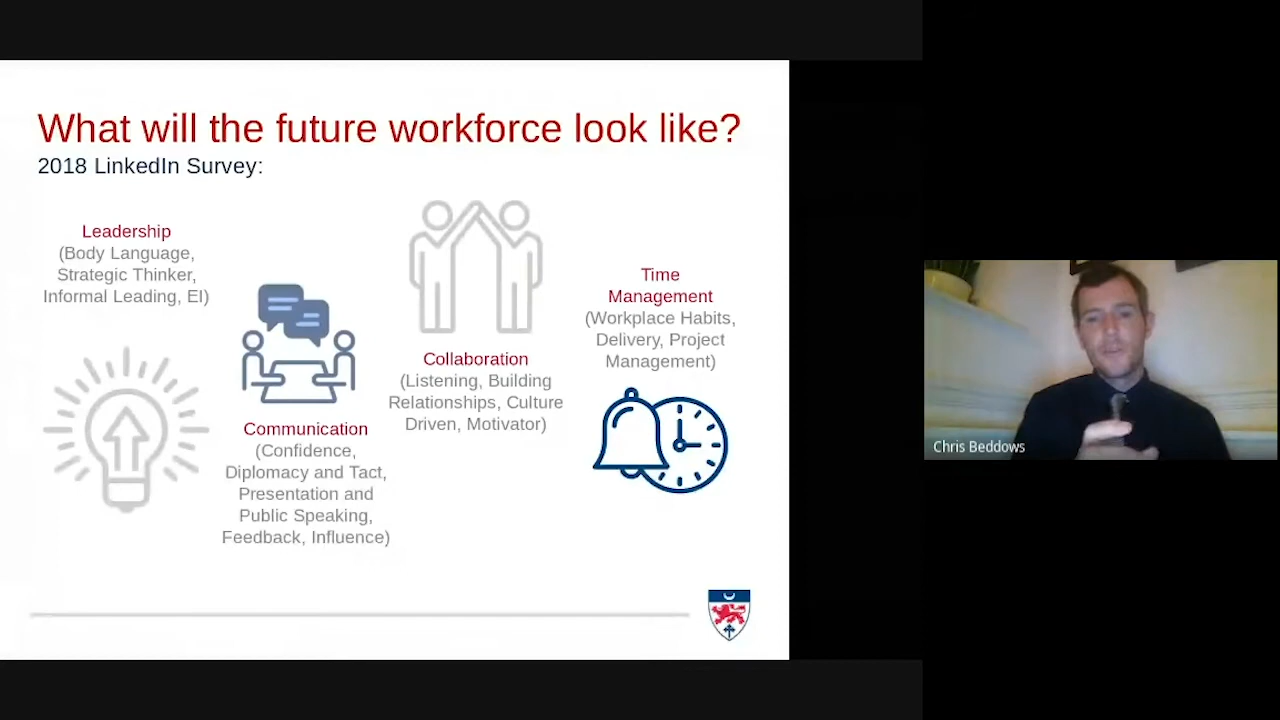 What will the future workforce look like?
2018 LinkedIn Survey:
Leadership
(Body Language,
Strategic Thinker,
Informal Leading, EI)
Communication
(Confidence,
Diplomacy and Tact,
Presentation and
Public Speaking,
Feedback, Influence)
Collaboration
(Listening, Building
Relationships, Culture
Driven, Motivator)
Time
Management
(Workplace Habits,
Delivery, Project
Management)
Chris Beddows